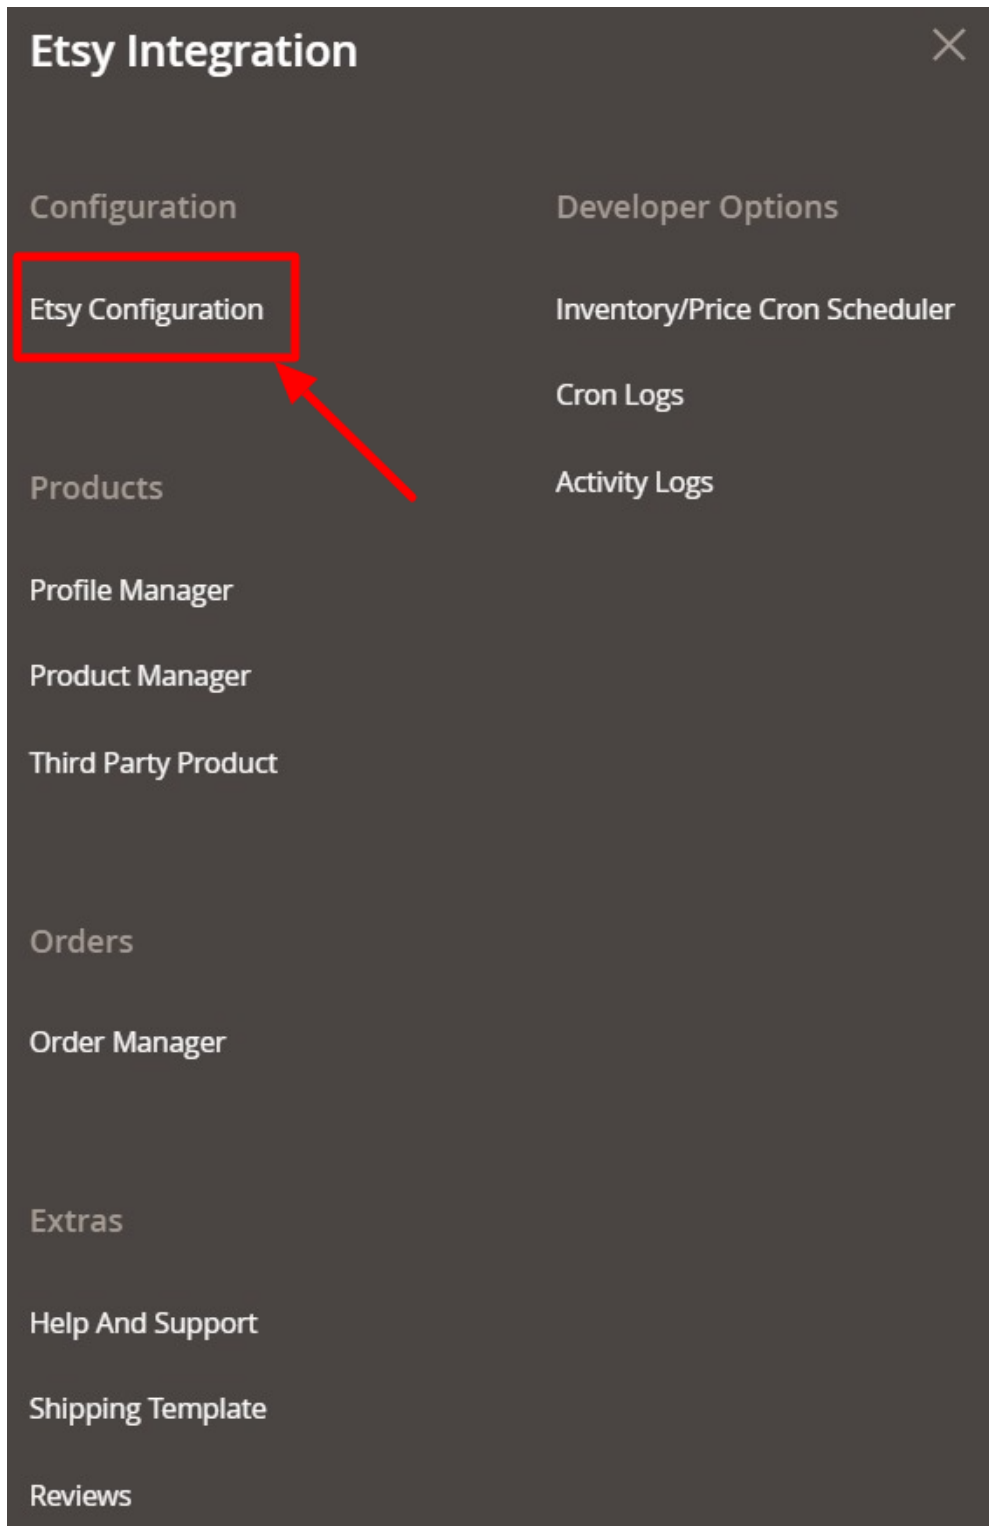 Etsy Integration
Configuration
Etsy Configuration
Products
Profile Manager
Product Manager
Third Party Product
Orders
Order Manager
Extras
Help And Support
Shipping Template
Reviews
Developer Options
Inventory/Price Cron Scheduler
Cron Logs
Activity Logs